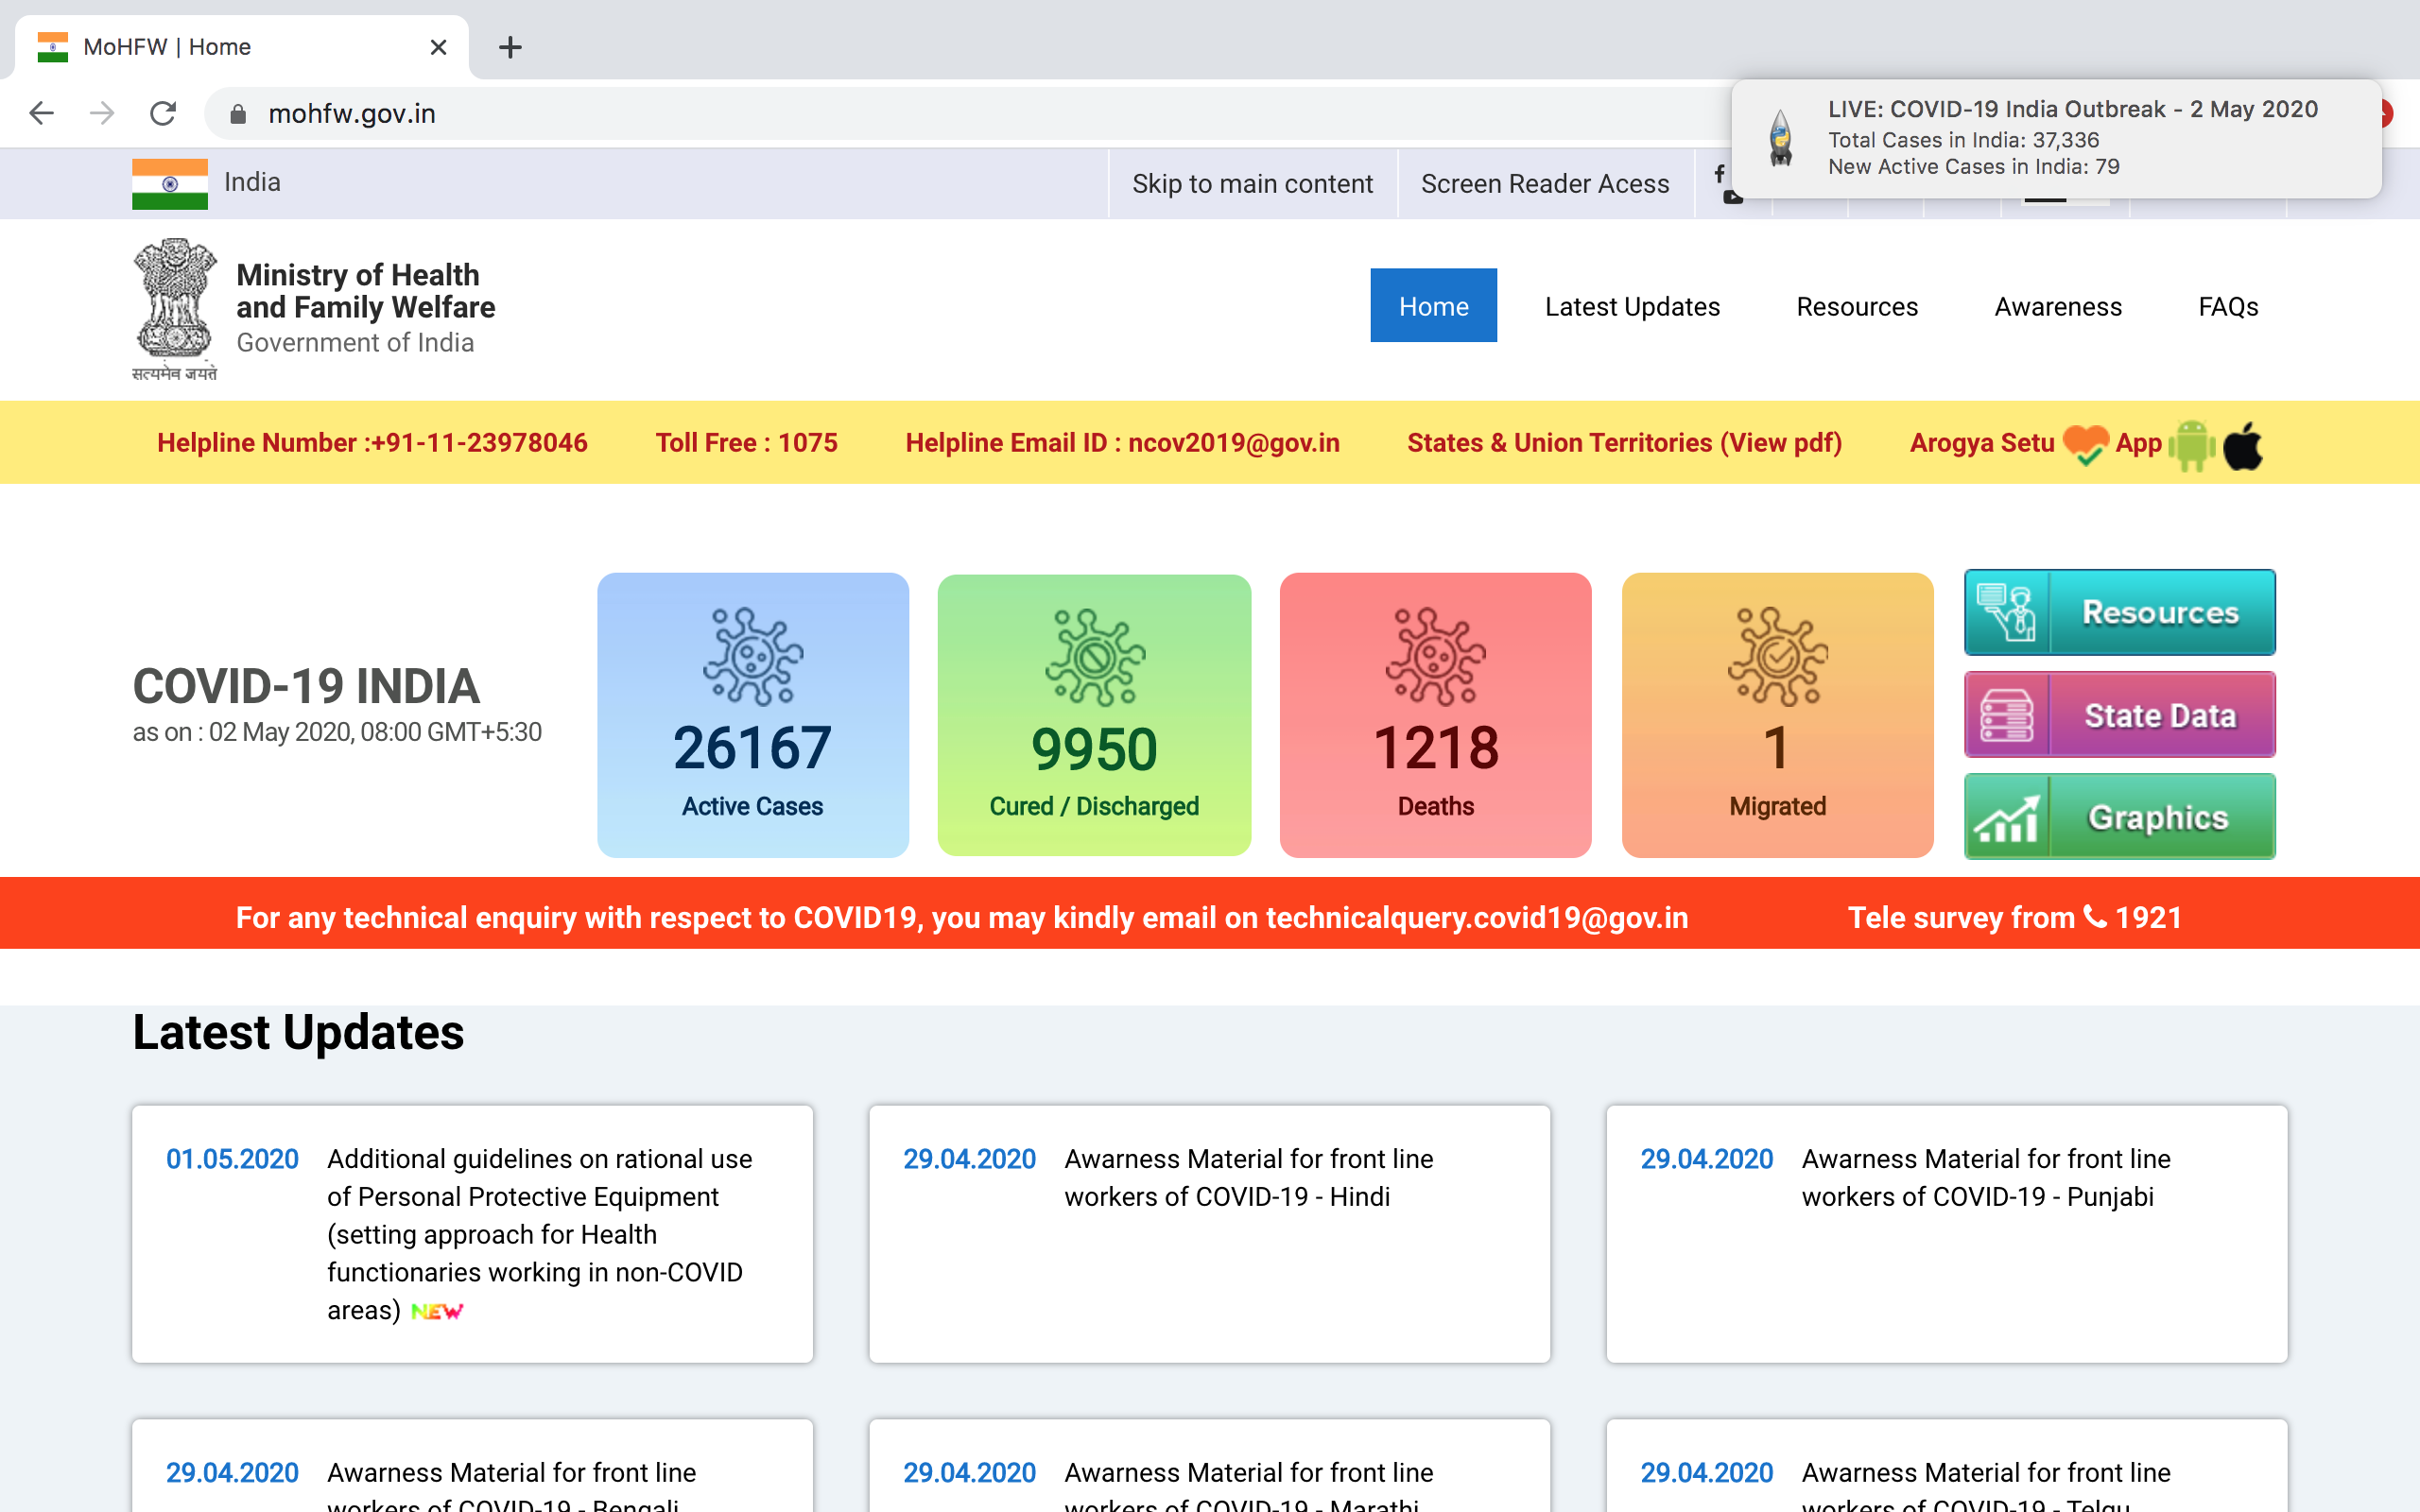 MoHFW | Home
mohfw.gov.in
LIVE: COVID-19 India Outbreak - 2 May 2020
Total Cases in India: 37,336
New Active Cases in India: 79
India
Skip to main content
Screen Reader Acess
Ministry of Health
and Family Welfare
Government of India
सत्यमेव जयते
Home
Latest Updates
Resources
Awareness
FAQs
Helpline Number :+91-11-23978046
Toll Free : 1075
Helpline Email ID : ncov2019@gov.in
States & Union Territories (View pdf)
Arogya Setu App
COVID-19 INDIA
as on : 02 May 2020, 08:00 GMT+5:30
26167
Active Cases
9950
Cured / Discharged
1218
Deaths
1
Migrated
Resources
State Data
Graphics
For any technical enquiry with respect to COVID19, you may kindly email on technicalquery.covid19@gov.in
Tele survey from 1921
Latest Updates
01.05.2020
Additional guidelines on rational use
of Personal Protective Equipment
(setting approach for Health
functionaries working in non-COVID
areas) NEW
29.04.2020
Awarness Material for front line
workers of COVID-19 - Hindi
29.04.2020
Awarness Material for front line
workers of COVID-19 - Punjabi
29.04.2020
Awarness Material for front line
workers of COVID-19 - Bengali
29.04.2020
Awarness Material for front line
workers of COVID-19 - Marathi
29.04.2020
Awarness Material for front line
workers of COVID-19 - Telgu